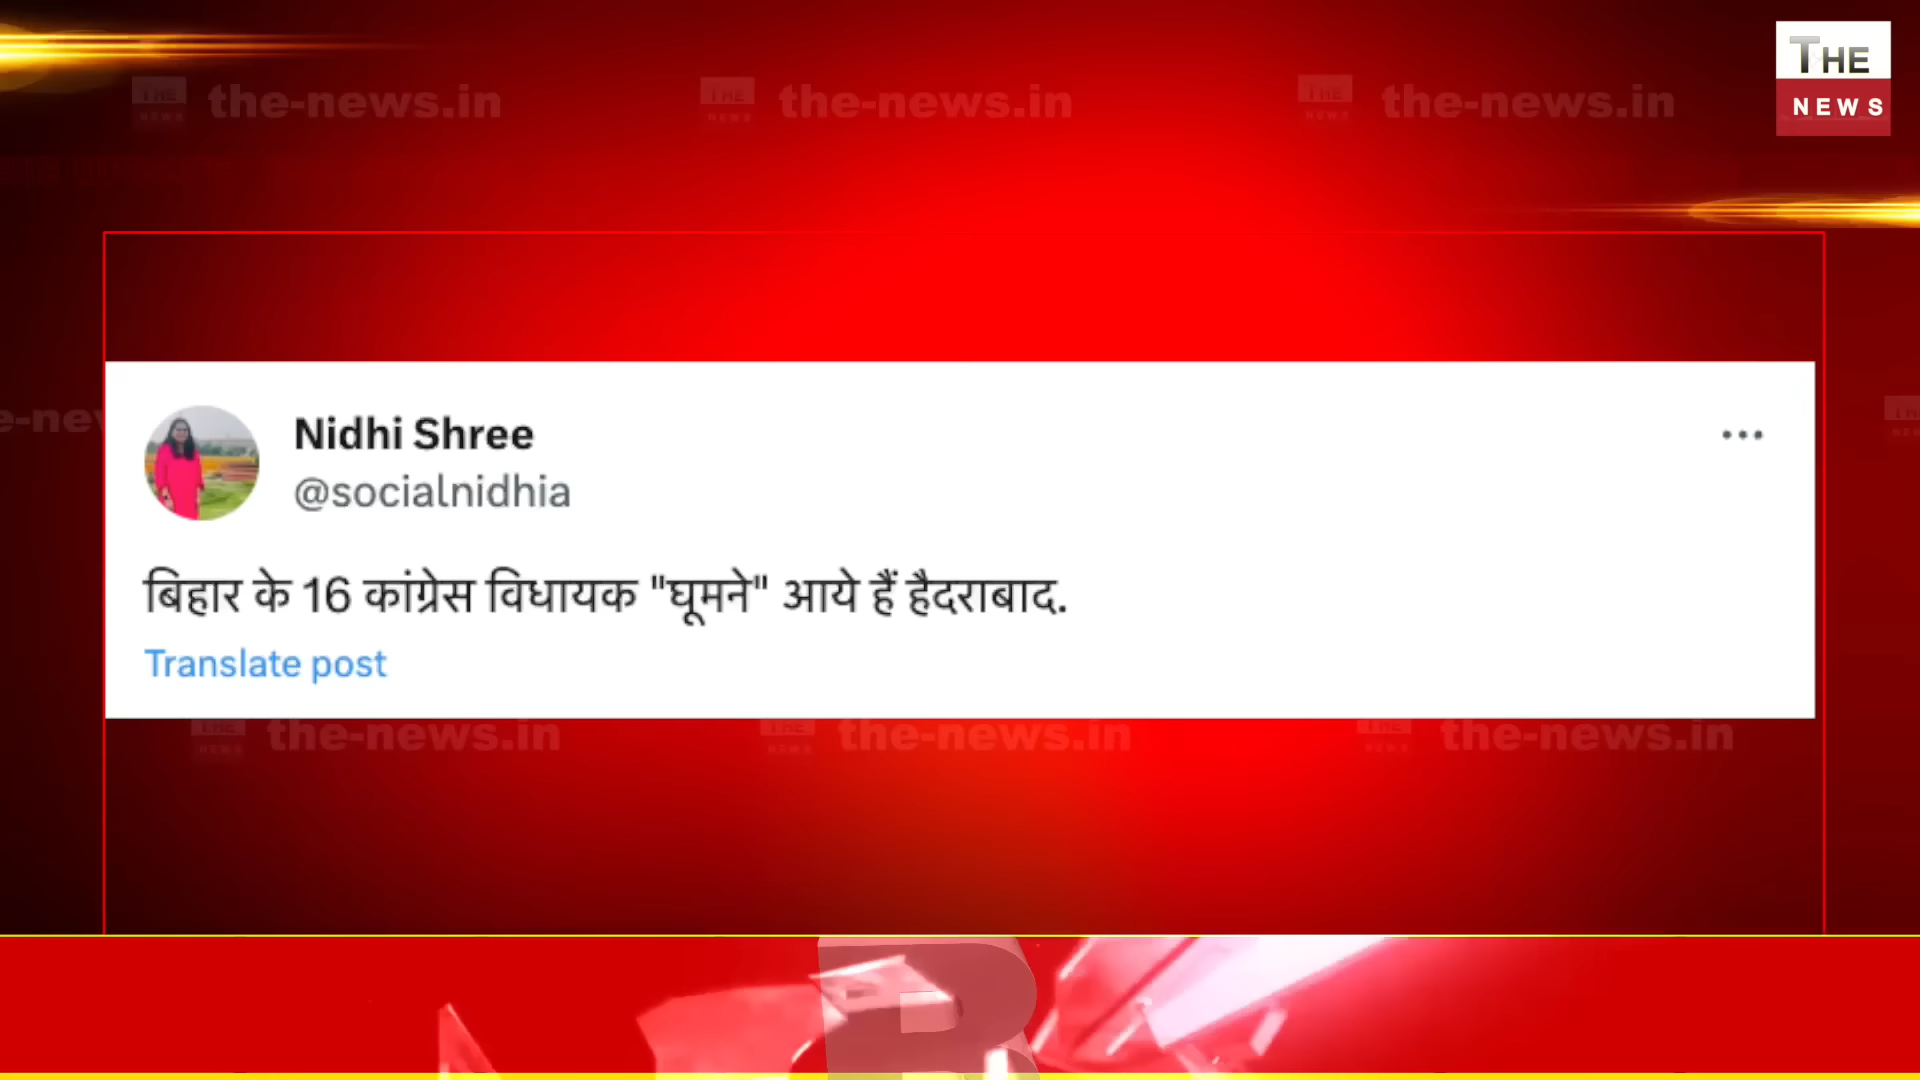 THE
NEWS
the-news.in
the-news.in
the-news.in
Nidhi Shree
@socialnidhia
बिहार के 16 कांग्रेस विधायक "घूमने" आये हैं हैदराबाद.
Translate post
the-news.in
the-news.in
the-news.in